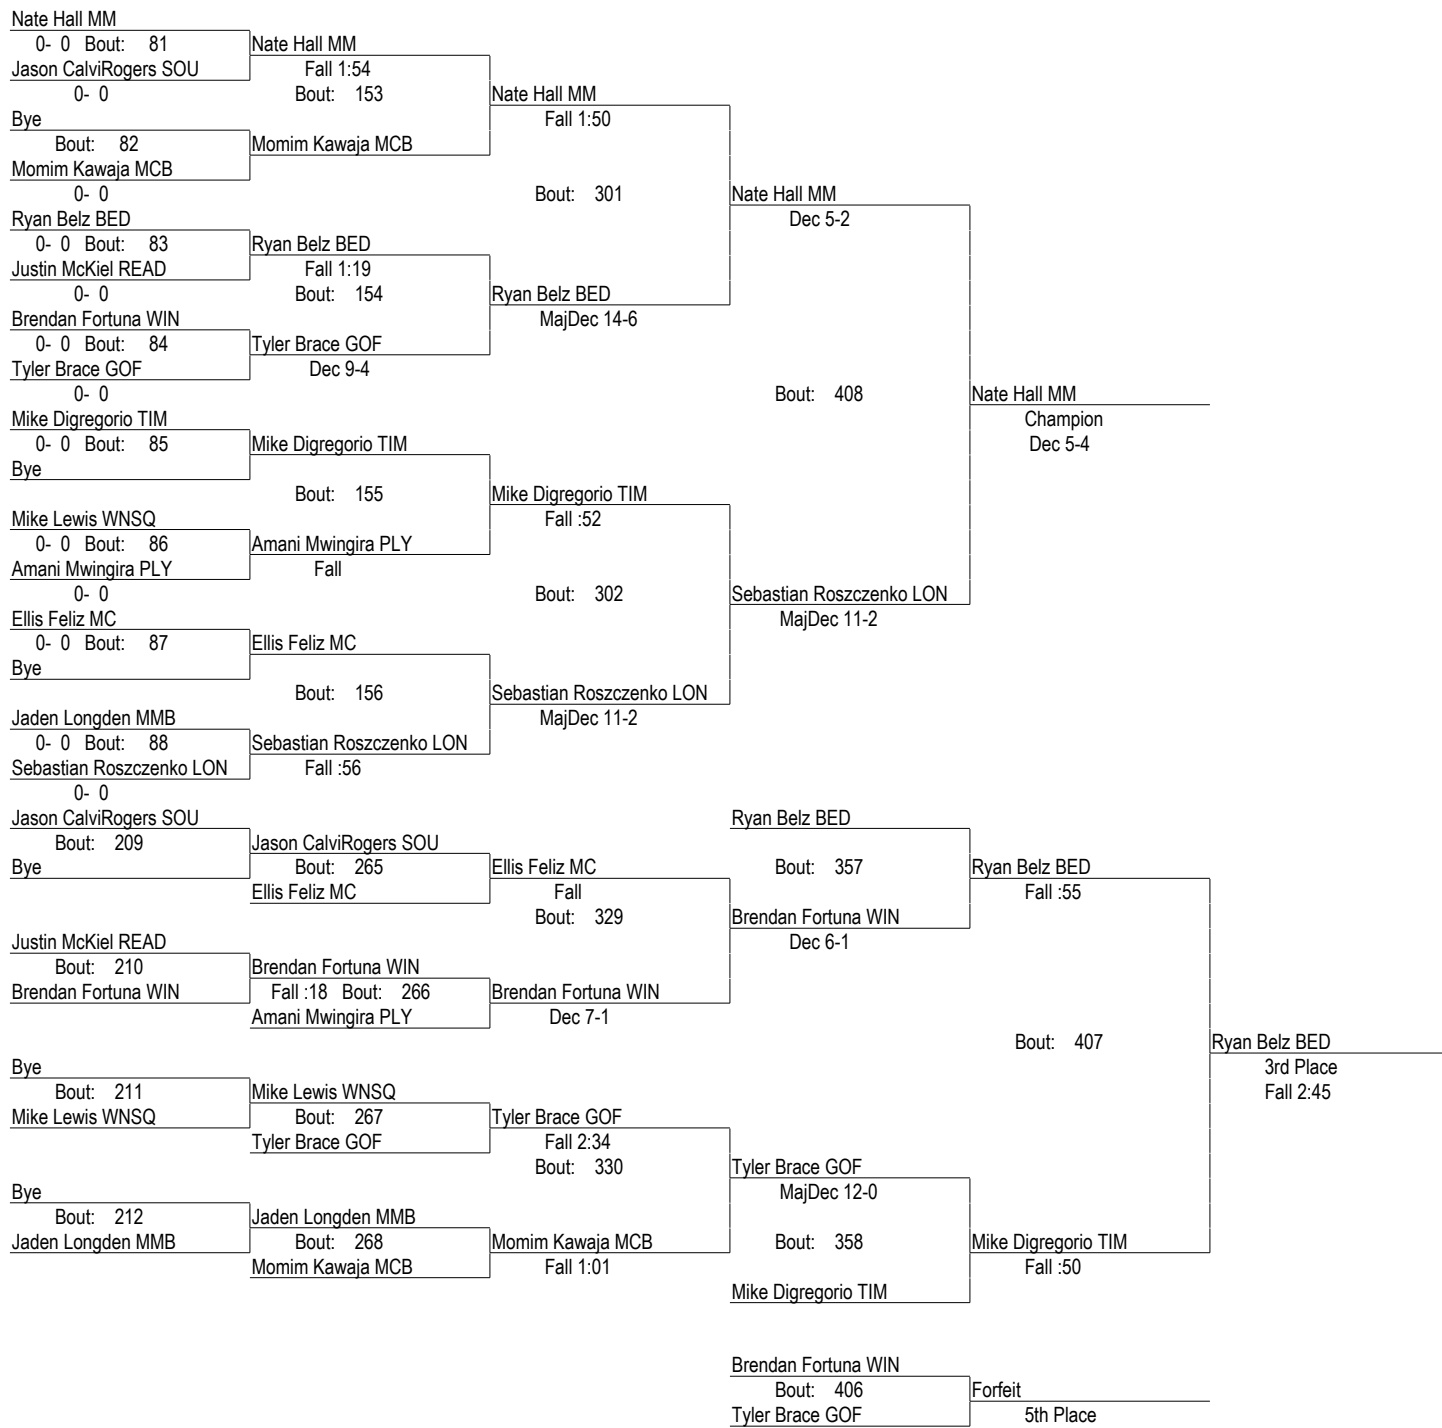 Nate Hall MM
0- 0 Bout: 81 Nate Hall MM
Jason CalviRogers SOU Fall 1:54
0- 0 Bout: 153 Nate Hall MM
Bye Fall 1:50
Bout: 82 Momim Kawaja MCB
Momim Kawaja MCB
0- 0 Bout: 301 Nate Hall MM
Ryan Belz BED Dec 5-2
0- 0 Bout: 83 Ryan Belz BED
Justin McKiel READ Fall 1:19
0- 0 Bout: 154 Ryan Belz BED
Brendan Fortuna WIN MajDec 14-6
0- 0 Bout: 84 Tyler Brace GOF
Tyler Brace GOF Dec 9-4
0- 0 Bout: 408 Nate Hall MM
Mike Digregorio TIM Champion
0- 0 Bout: 85 Mike Digregorio TIM Dec 5-4
Bye
Bout: 155 Mike Digregorio TIM
Mike Lewis WNSQ Fall :52
0- 0 Bout: 86 Amani Mwingira PLY
Amani Mwingira PLY Fall
0- 0 Bout: 302 Sebastian Roszczenko LON
Ellis Feliz MC MajDec 11-2
0- 0 Bout: 87 Ellis Feliz MC
Bye
Bout: 156 Sebastian Roszczenko LON
Jaden Longden MMB MajDec 11-2
0- 0 Bout: 88 Sebastian Roszczenko LON
Sebastian Roszczenko LON Fall :56
0- 0
Jason CalviRogers SOU Ryan Belz BED
Bout: 209 Jason CalviRogers SOU
Bye Bout: 265 Ellis Feliz MC Bout: 357 Ryan Belz BED
Ellis Feliz MC Fall Fall :55
Bout: 329 Brendan Fortuna WIN
Justin McKiel READ Dec 6-1
Bout: 210 Brendan Fortuna WIN
Brendan Fortuna WIN Fall :18 Bout: 266 Brendan Fortuna WIN
Amani Mwingira PLY Dec 7-1
Bout: 407 Ryan Belz BED
Bye 3rd Place
Bout: 211 Mike Lewis WNSQ Fall 2:45
Mike Lewis WNSQ Bout: 267 Tyler Brace GOF
Tyler Brace GOF Fall 2:34
Bout: 330 Tyler Brace GOF
Bye MajDec 12-0
Bout: 212 Jaden Longden MMB
Jaden Longden MMB Bout: 268 Momim Kawaja MCB Bout: 358 Mike Digregorio TIM
Momim Kawaja MCB Fall 1:01 Fall :50
Mike Digregorio TIM
Brendan Fortuna WIN
Bout: 406 Forfeit
Tyler Brace GOF 5th Place